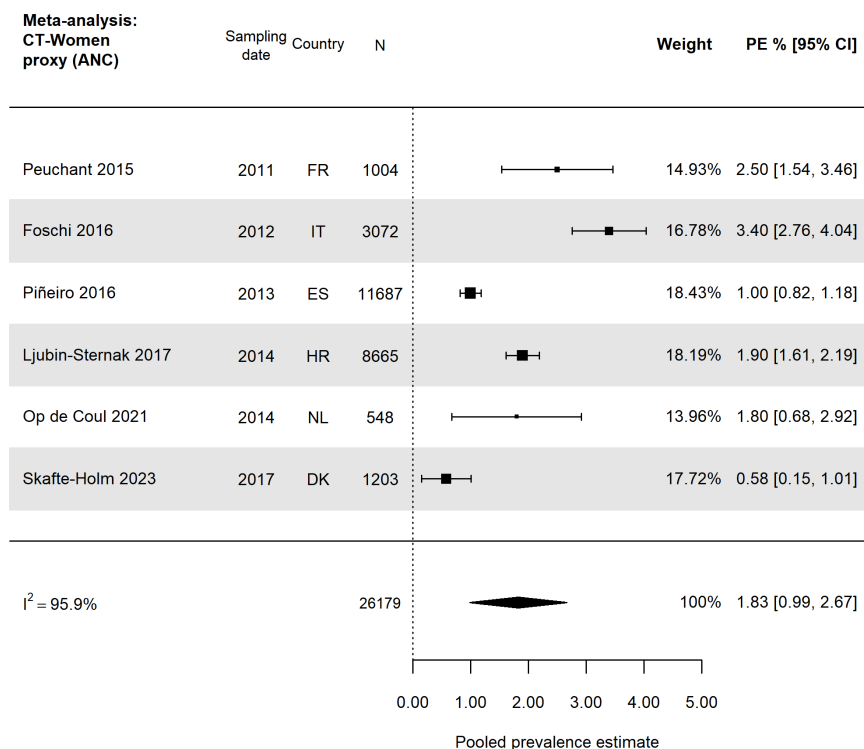 Meta-analysis:
CT-Women
proxy (ANC)
Sampling
date
Country
N
Weight
PE % [95% CI]
Peuchant 2015 2011 FR 1004 14.93% 2.50 [1.54, 3.46]
Foschi 2016 2012 IT 3072 16.78% 3.40 [2.76, 4.04]
Piñeiro 2016 2013 ES 11687 18.43% 1.00 [0.82, 1.18]
Ljubin-Sternak 2017 2014 HR 8665 18.19% 1.90 [1.61, 2.19]
Op de Coul 2021 2014 NL 548 13.96% 1.80 [0.68, 2.92]
Skafte-Holm 2023 2017 DK 1203 17.72% 0.58 [0.15, 1.01]
I² = 95.9% 26179 100% 1.83 [0.99, 2.67]
0.00 1.00 2.00 3.00 4.00 5.00
Pooled prevalence estimate